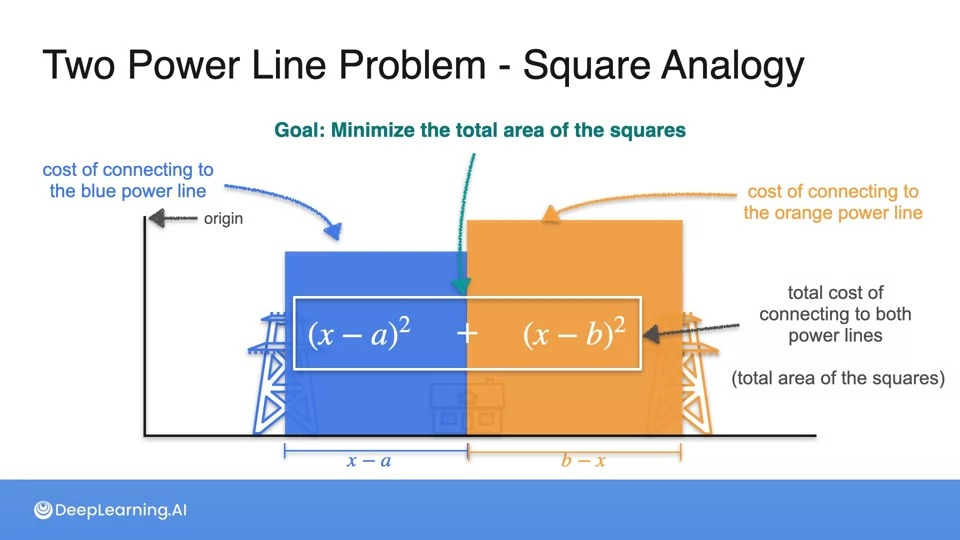 Two Power Line Problem - Square Analogy
Goal: Minimize the total area of the squares
cost of connecting to
the blue power line
origin
cost of connecting to
the orange power line
(x − a)² + (x − b)²
total cost of
connecting to both
power lines
(total area of the squares)
x − a
b − x
DeepLearning.AI